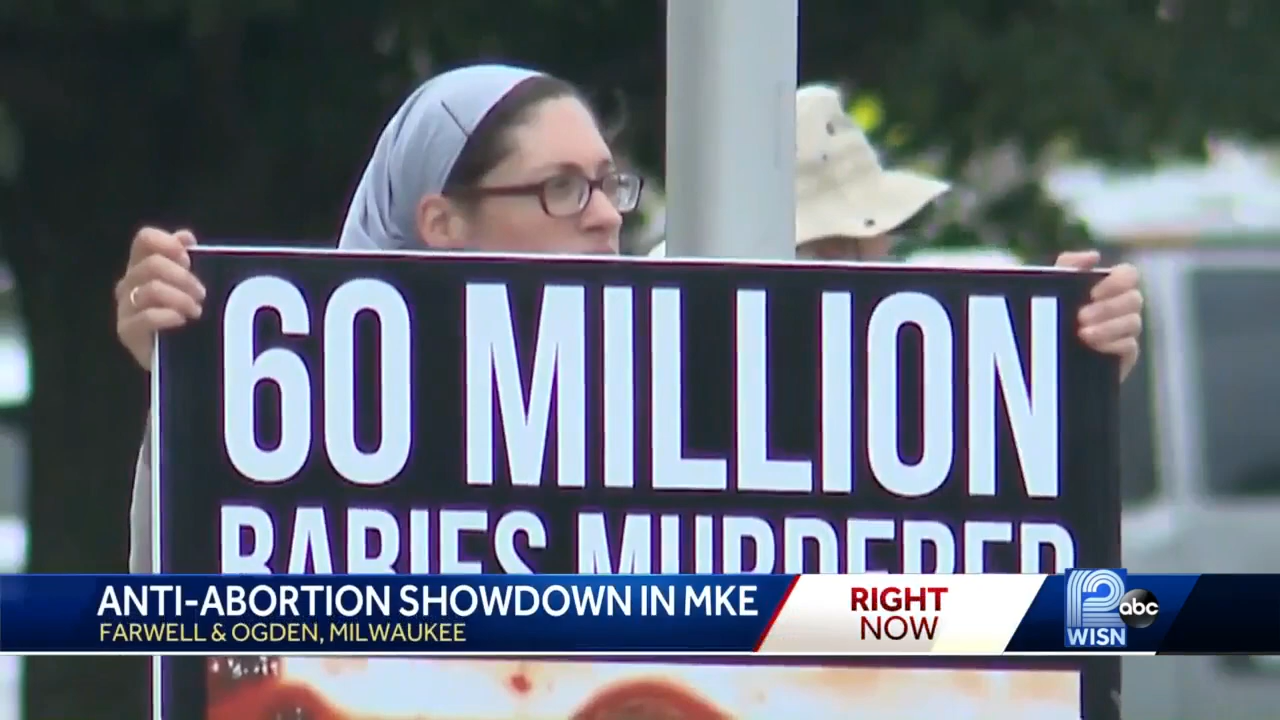 60 MILLION
BABIES MURDERED
ANTI-ABORTION SHOWDOWN IN MKE
FARWELL & OGDEN, MILWAUKEE
RIGHT
NOW
12
abc
WISN